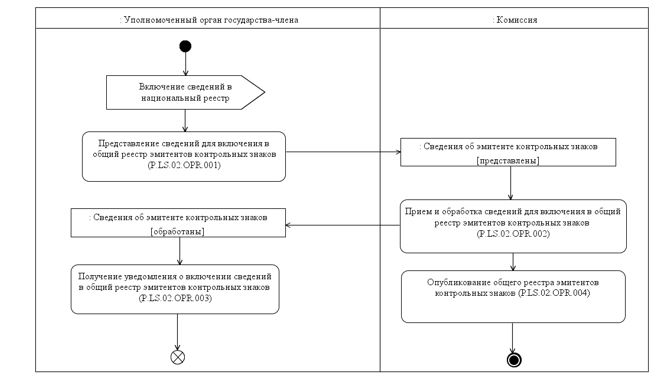 : Уполномоченный орган государства-члена
: Комиссия
Включение сведений в
национальный реестр
Представление сведений для включения в
общий реестр эмитентов контрольных знаков
(P.LS.02.OPR.001)
: Сведения об эмитенте контрольных знаков
[представлены]
Прием и обработка сведений для включения в общий
реестр эмитентов контрольных знаков
(P.LS.02.OPR.002)
: Сведения об эмитенте контрольных знаков
[обработаны]
Получение уведомления о включении сведений
в общий реестр эмитентов контрольных знаков
(P.LS.02.OPR.003)
Опубликование общего реестра эмитентов
контрольных знаков (P.LS.02.OPR.004)